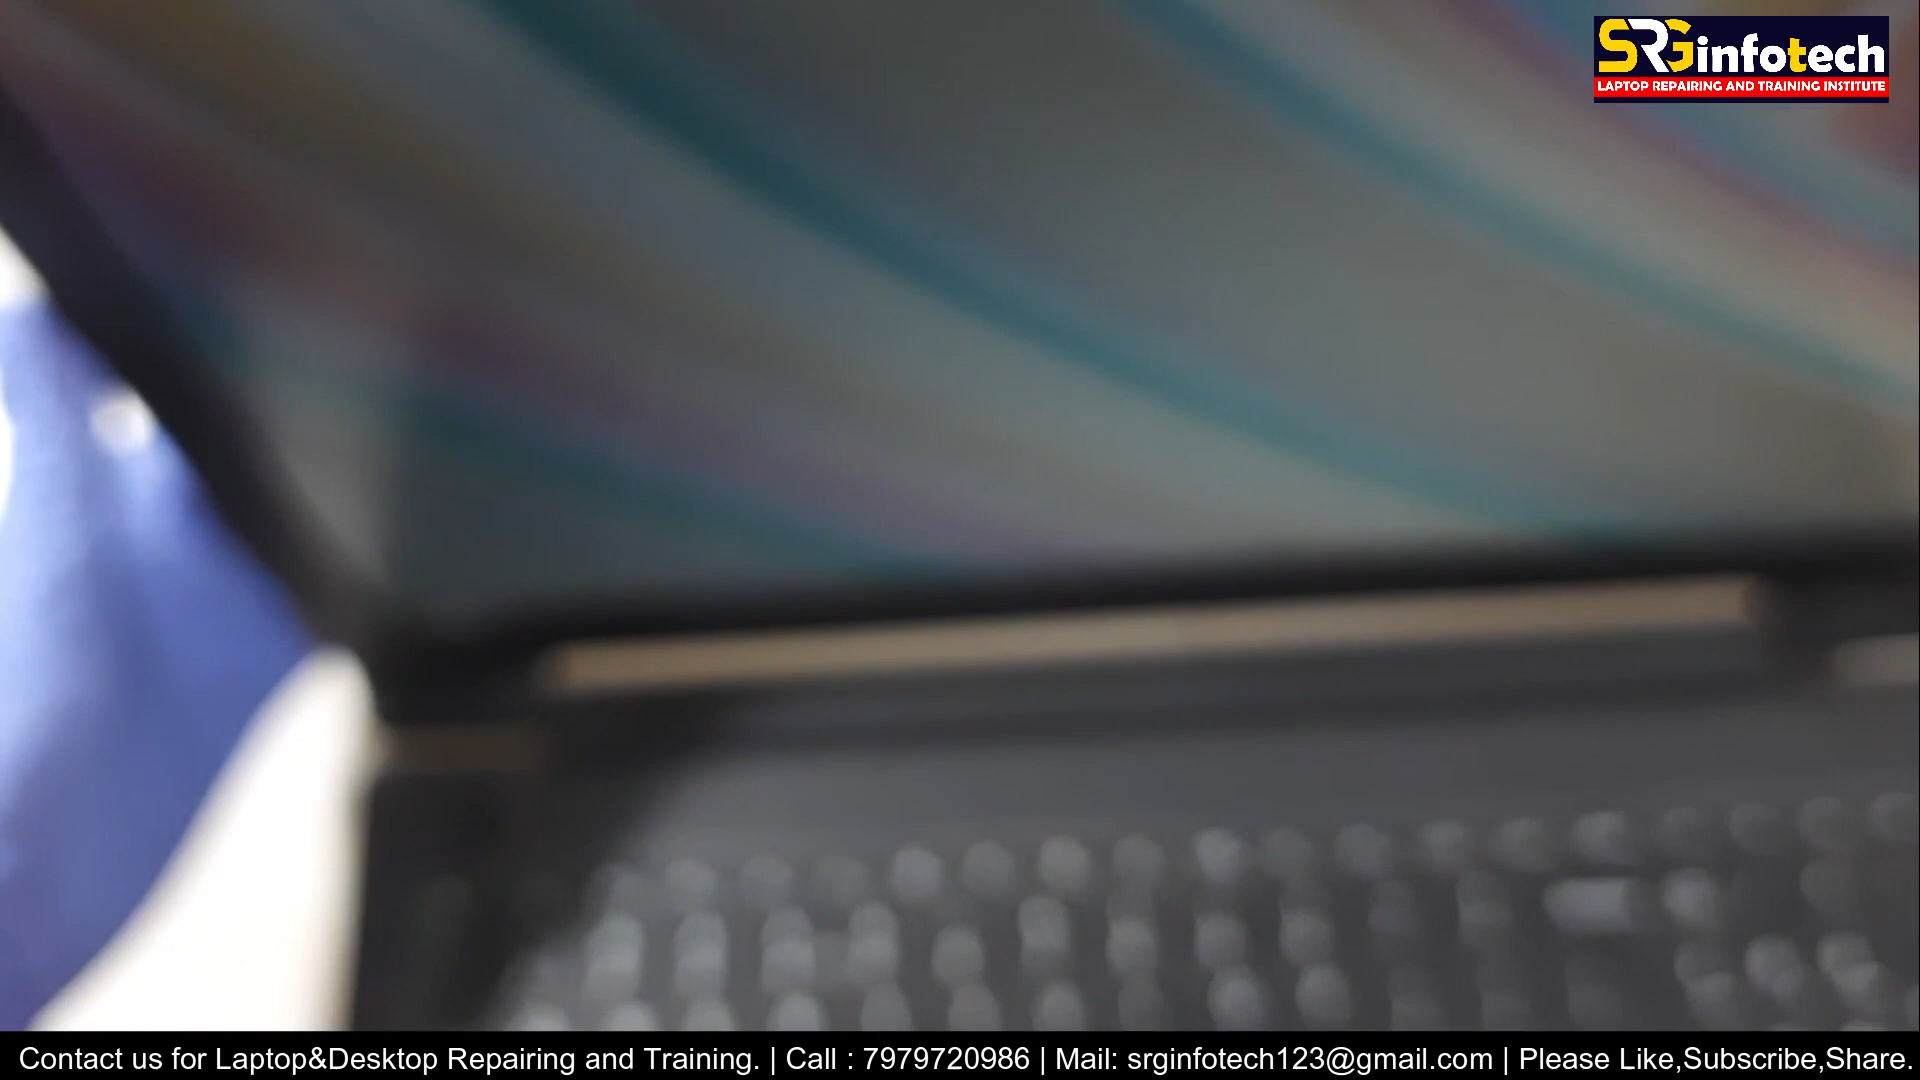 SRGinfotech
LAPTOP REPAIRING AND TRAINING INSTITUTE
Contact us for Laptop&Desktop Repairing and Training. | Call : 7979720986 | Mail: srginfotech123@gmail.com | Please Like,Subscribe,Share.